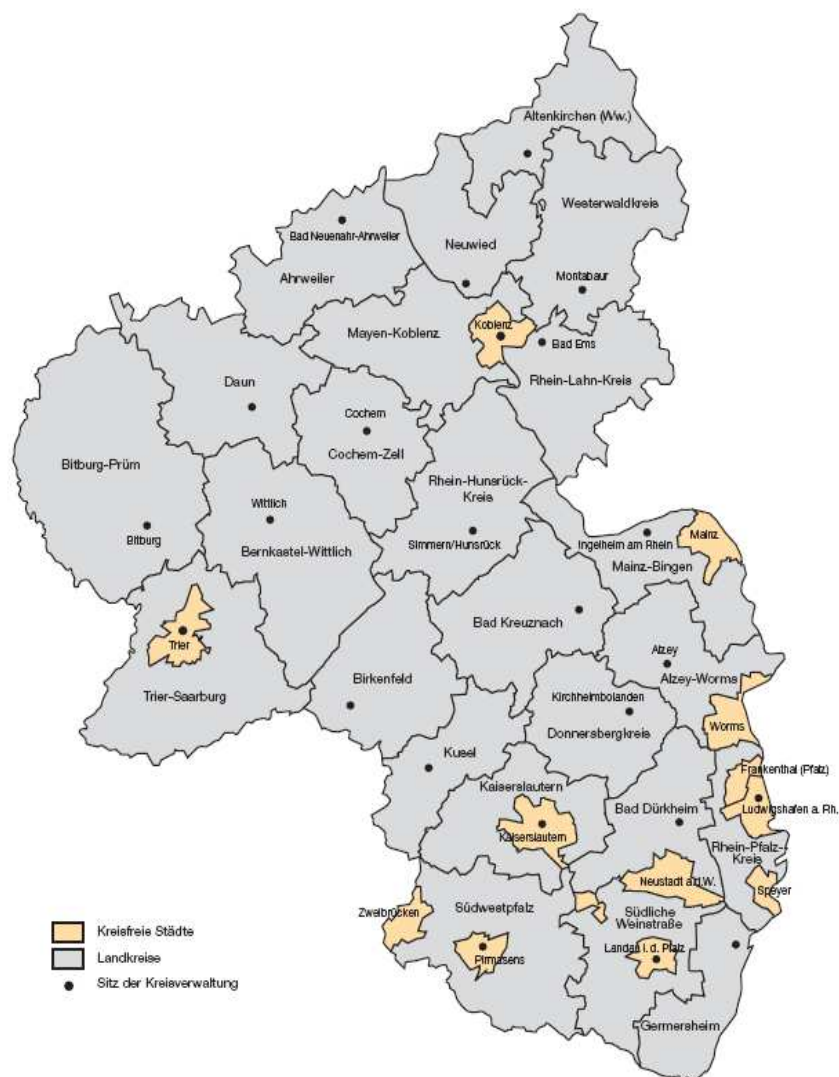 Altenkirchen (Ww.)
Westerwaldkreis
Bad Neuenahr-Ahrweiler
Neuwied
Ahrweiler
Montabaur
Koblenz
Mayen-Koblenz
Bad Ems
Rhein-Lahn-Kreis
Daun
Cochem
Cochem-Zell
Bitburg-Prüm
Rhein-Hunsrück-
Kreis
Wittlich
Bitburg
Bernkastel-Wittlich
Simmern/Hunsrück
Ingelheim am Rhein
Mainz
Mainz-Bingen
Bad Kreuznach
Trier
Alzey
Birkenfeld
Alzey-Worms
Trier-Saarburg
Kirchheimbolanden
Worms
Donnersbergkreis
Kusel
Frankenthal (Pfalz)
Kaiserslautern
Bad Dürkheim
Ludwigshafen a. Rh.
Kaiserslautern
Rhein-Pfalz-
Kreis
Neustadt a.d.W.
Speyer
Zweibrücken
Südwestpfalz
Südliche
Weinstraße
Pirmasens
Landau i. d. Pfalz
Germersheim
Kreisfreie Städte
Landkreise
Sitz der Kreisverwaltung